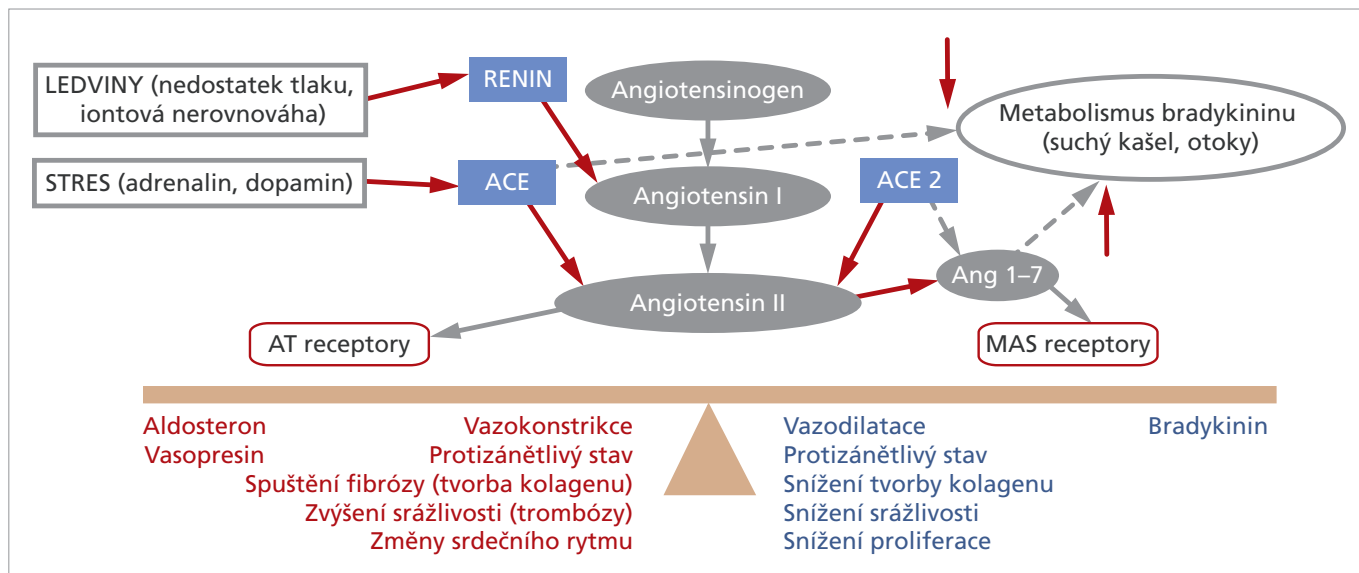 LEDVINY (nedostatek tlaku,
iontová nerovnováha)
RENIN
Angiotensinogen
Metabolismus bradykininu
(suchý kašel, otoky)
STRES (adrenalin, dopamin)
ACE
Angiotensin I
ACE 2
Angiotensin II
Ang 1–7
AT receptory
MAS receptory
Aldosteron
Vasopresin
Vazokonstrikce
Protizánětlivý stav
Spuštění fibrózy (tvorba kolagenu)
Zvýšení srážlivosti (trombózy)
Změny srdečního rytmu
Vazodilatace
Protizánětlivý stav
Snížení tvorby kolagenu
Snížení srážlivosti
Snížení proliferace
Bradykinin